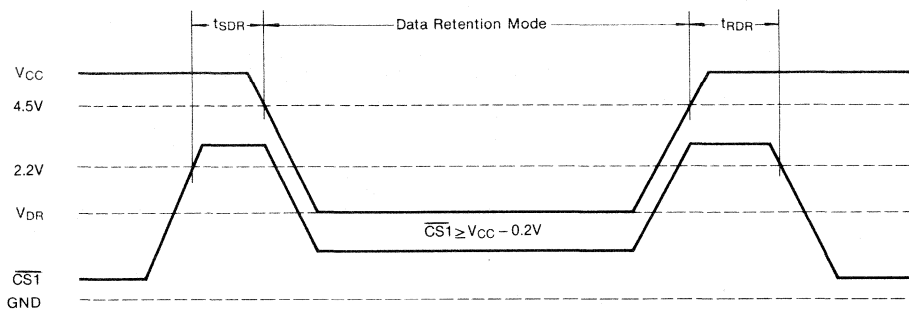 tSDR
Data Retention Mode
tRDR
VCC
4.5V
2.2V
VDR
CS1 ≥ VCC – 0.2V
CS1
GND